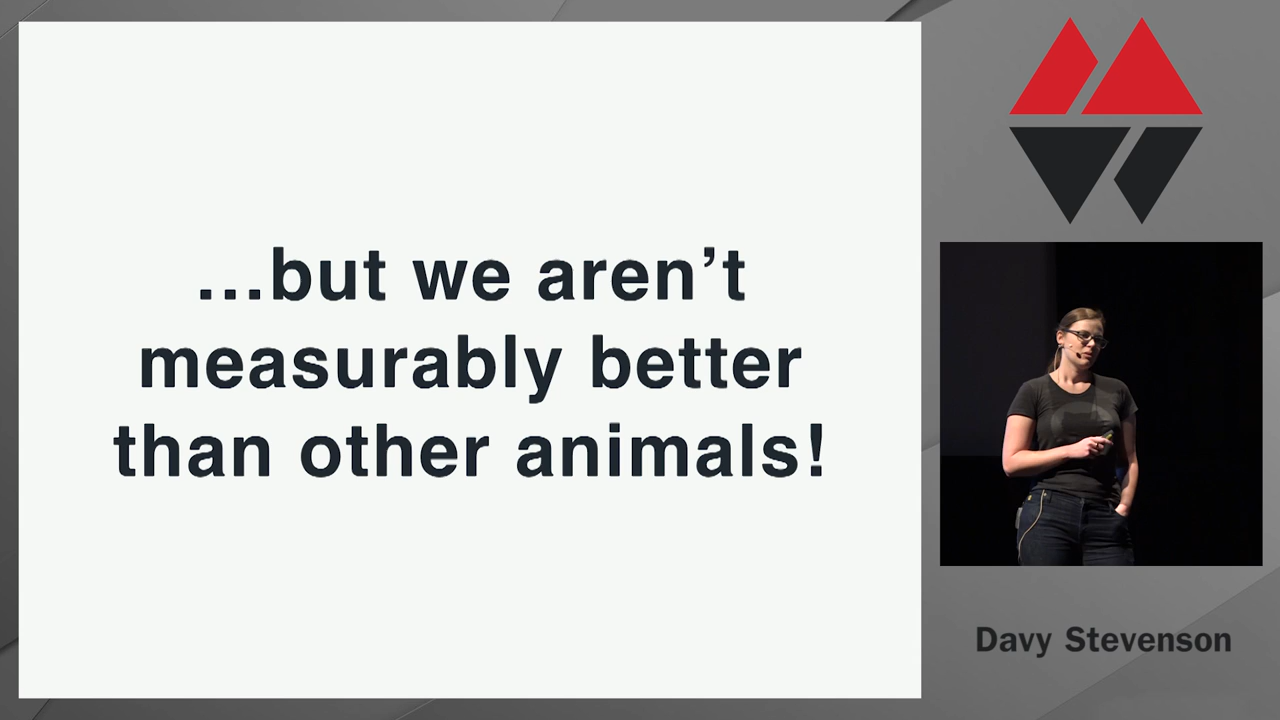 ...but we aren’t
measurably better
than other animals!
Davy Stevenson